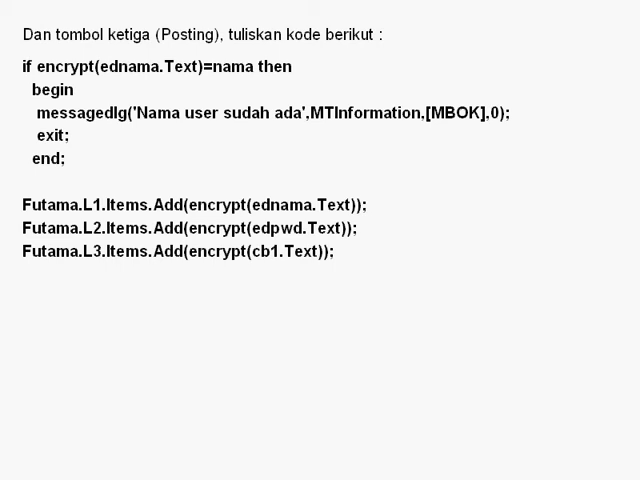 Dan tombol ketiga (Posting), tuliskan kode berikut :
if encrypt(ednama.Text)=nama then
begin
messagedlg('Nama user sudah ada',MTInformation,[MBOK],0);
exit;
end;
Futama.L1.Items.Add(encrypt(ednama.Text));
Futama.L2.Items.Add(encrypt(edpwd.Text));
Futama.L3.Items.Add(encrypt(cb1.Text));